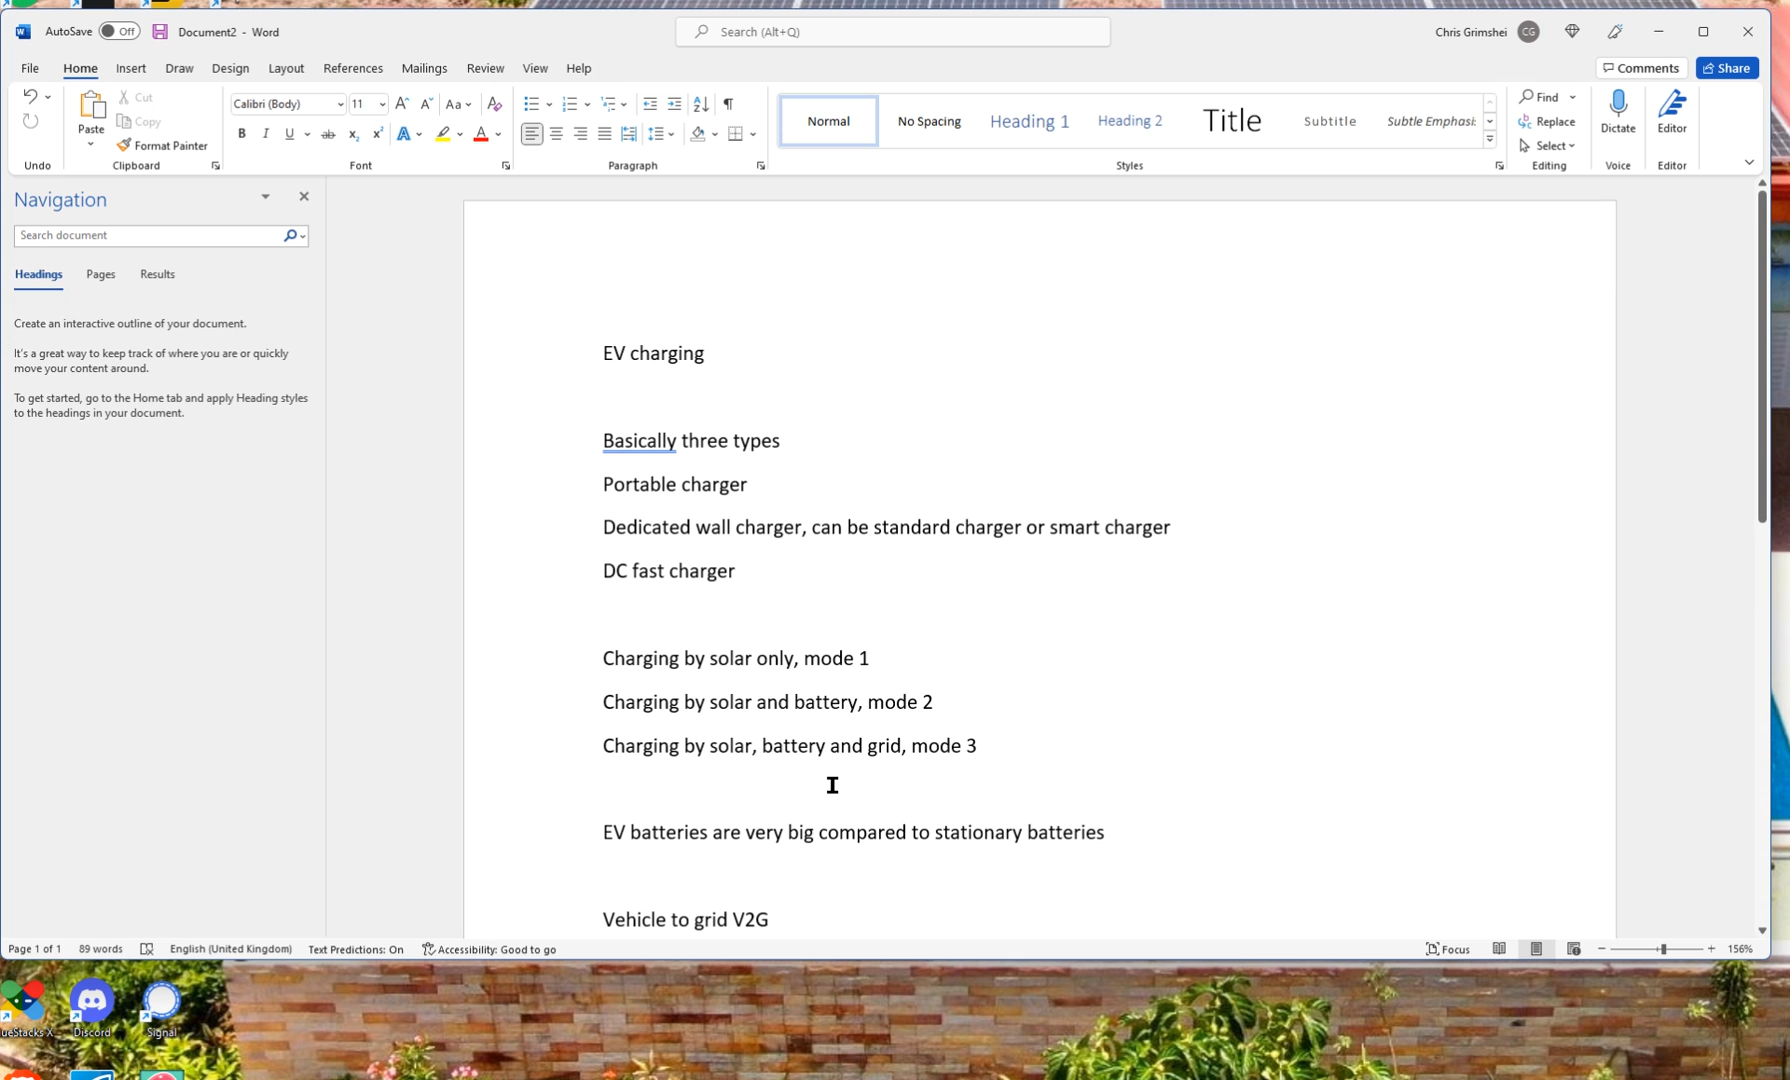 AutoSave Off Document2 - Word Search (Alt+Q) Chris Grimshei CG
File Home Insert Draw Design Layout References Mailings Review View Help Comments Share
Paste Cut Copy Format Painter
Calibri (Body) 11 Aa
Normal No Spacing Heading 1 Heading 2 Title Subtitle Subtle Emphasi:
Find Replace Select Dictate Editor
Undo Clipboard Font Paragraph Styles Editing Voice Editor
Navigation
Search document
Headings Pages Results
Create an interactive outline of your document.
It's a great way to keep track of where you are or quickly
move your content around.
To get started, go to the Home tab and apply Heading styles
to the headings in your document.
EV charging
Basically three types
Portable charger
Dedicated wall charger, can be standard charger or smart charger
DC fast charger
Charging by solar only, mode 1
Charging by solar and battery, mode 2
Charging by solar, battery and grid, mode 3
EV batteries are very big compared to stationary batteries
Vehicle to grid V2G
Page 1 of 1 89 words English (United Kingdom) Text Predictions: On Accessibility: Good to go Focus 156%
ueStacks X Discord Signal